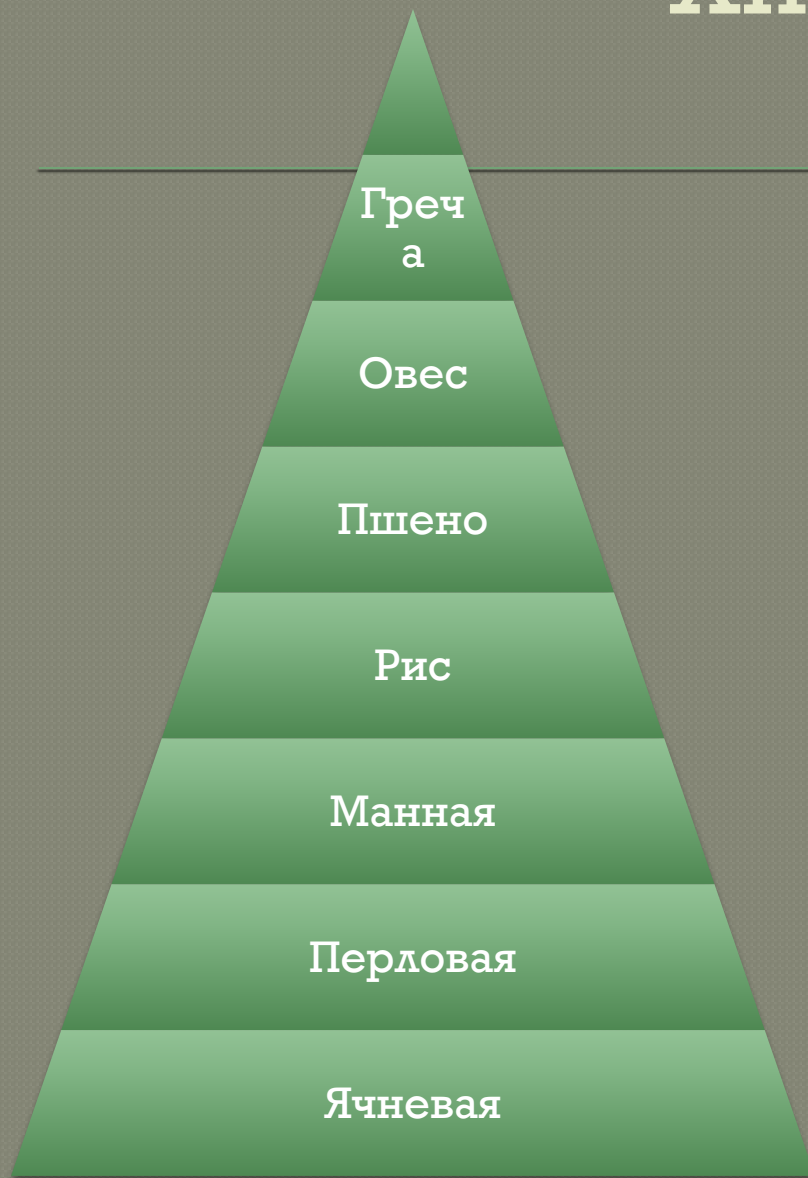 Греч
а
Овес
Пшено
Рис
Манная
Перловая
Ячневая